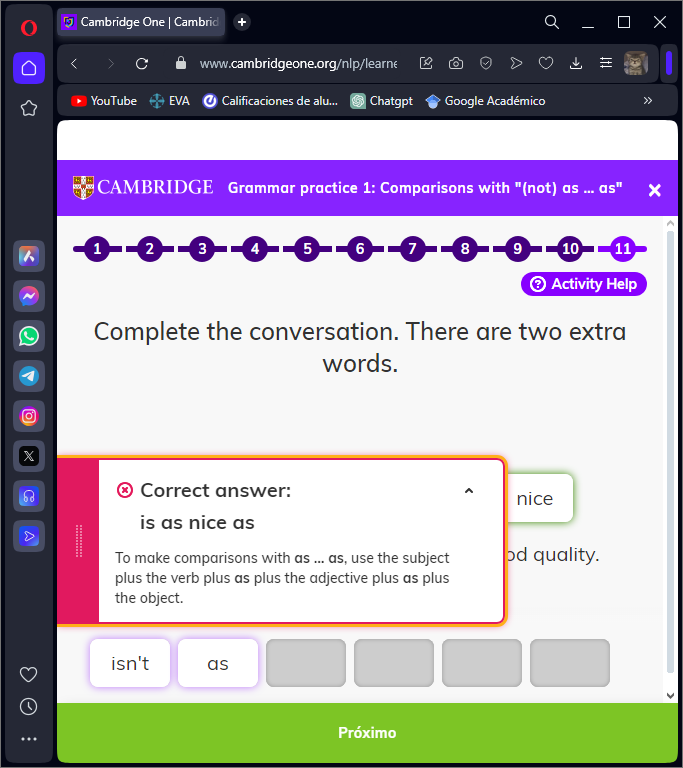 Cambridge One | Cambrid
www.cambridgeone.org/nlp/learne
YouTube
EVA
Calificaciones de alu...
Chatgpt
Google Académico
CAMBRIDGE
Grammar practice 1: Comparisons with "(not) as ... as"
1 2 3 4 5 6 7 8 9 10 11
Activity Help
Complete the conversation. There are two extra
words.
nice
od quality.
Correct answer:
is as nice as
To make comparisons with as ... as, use the subject
plus the verb plus as plus the adjective plus as plus
the object.
isn't as
Próximo